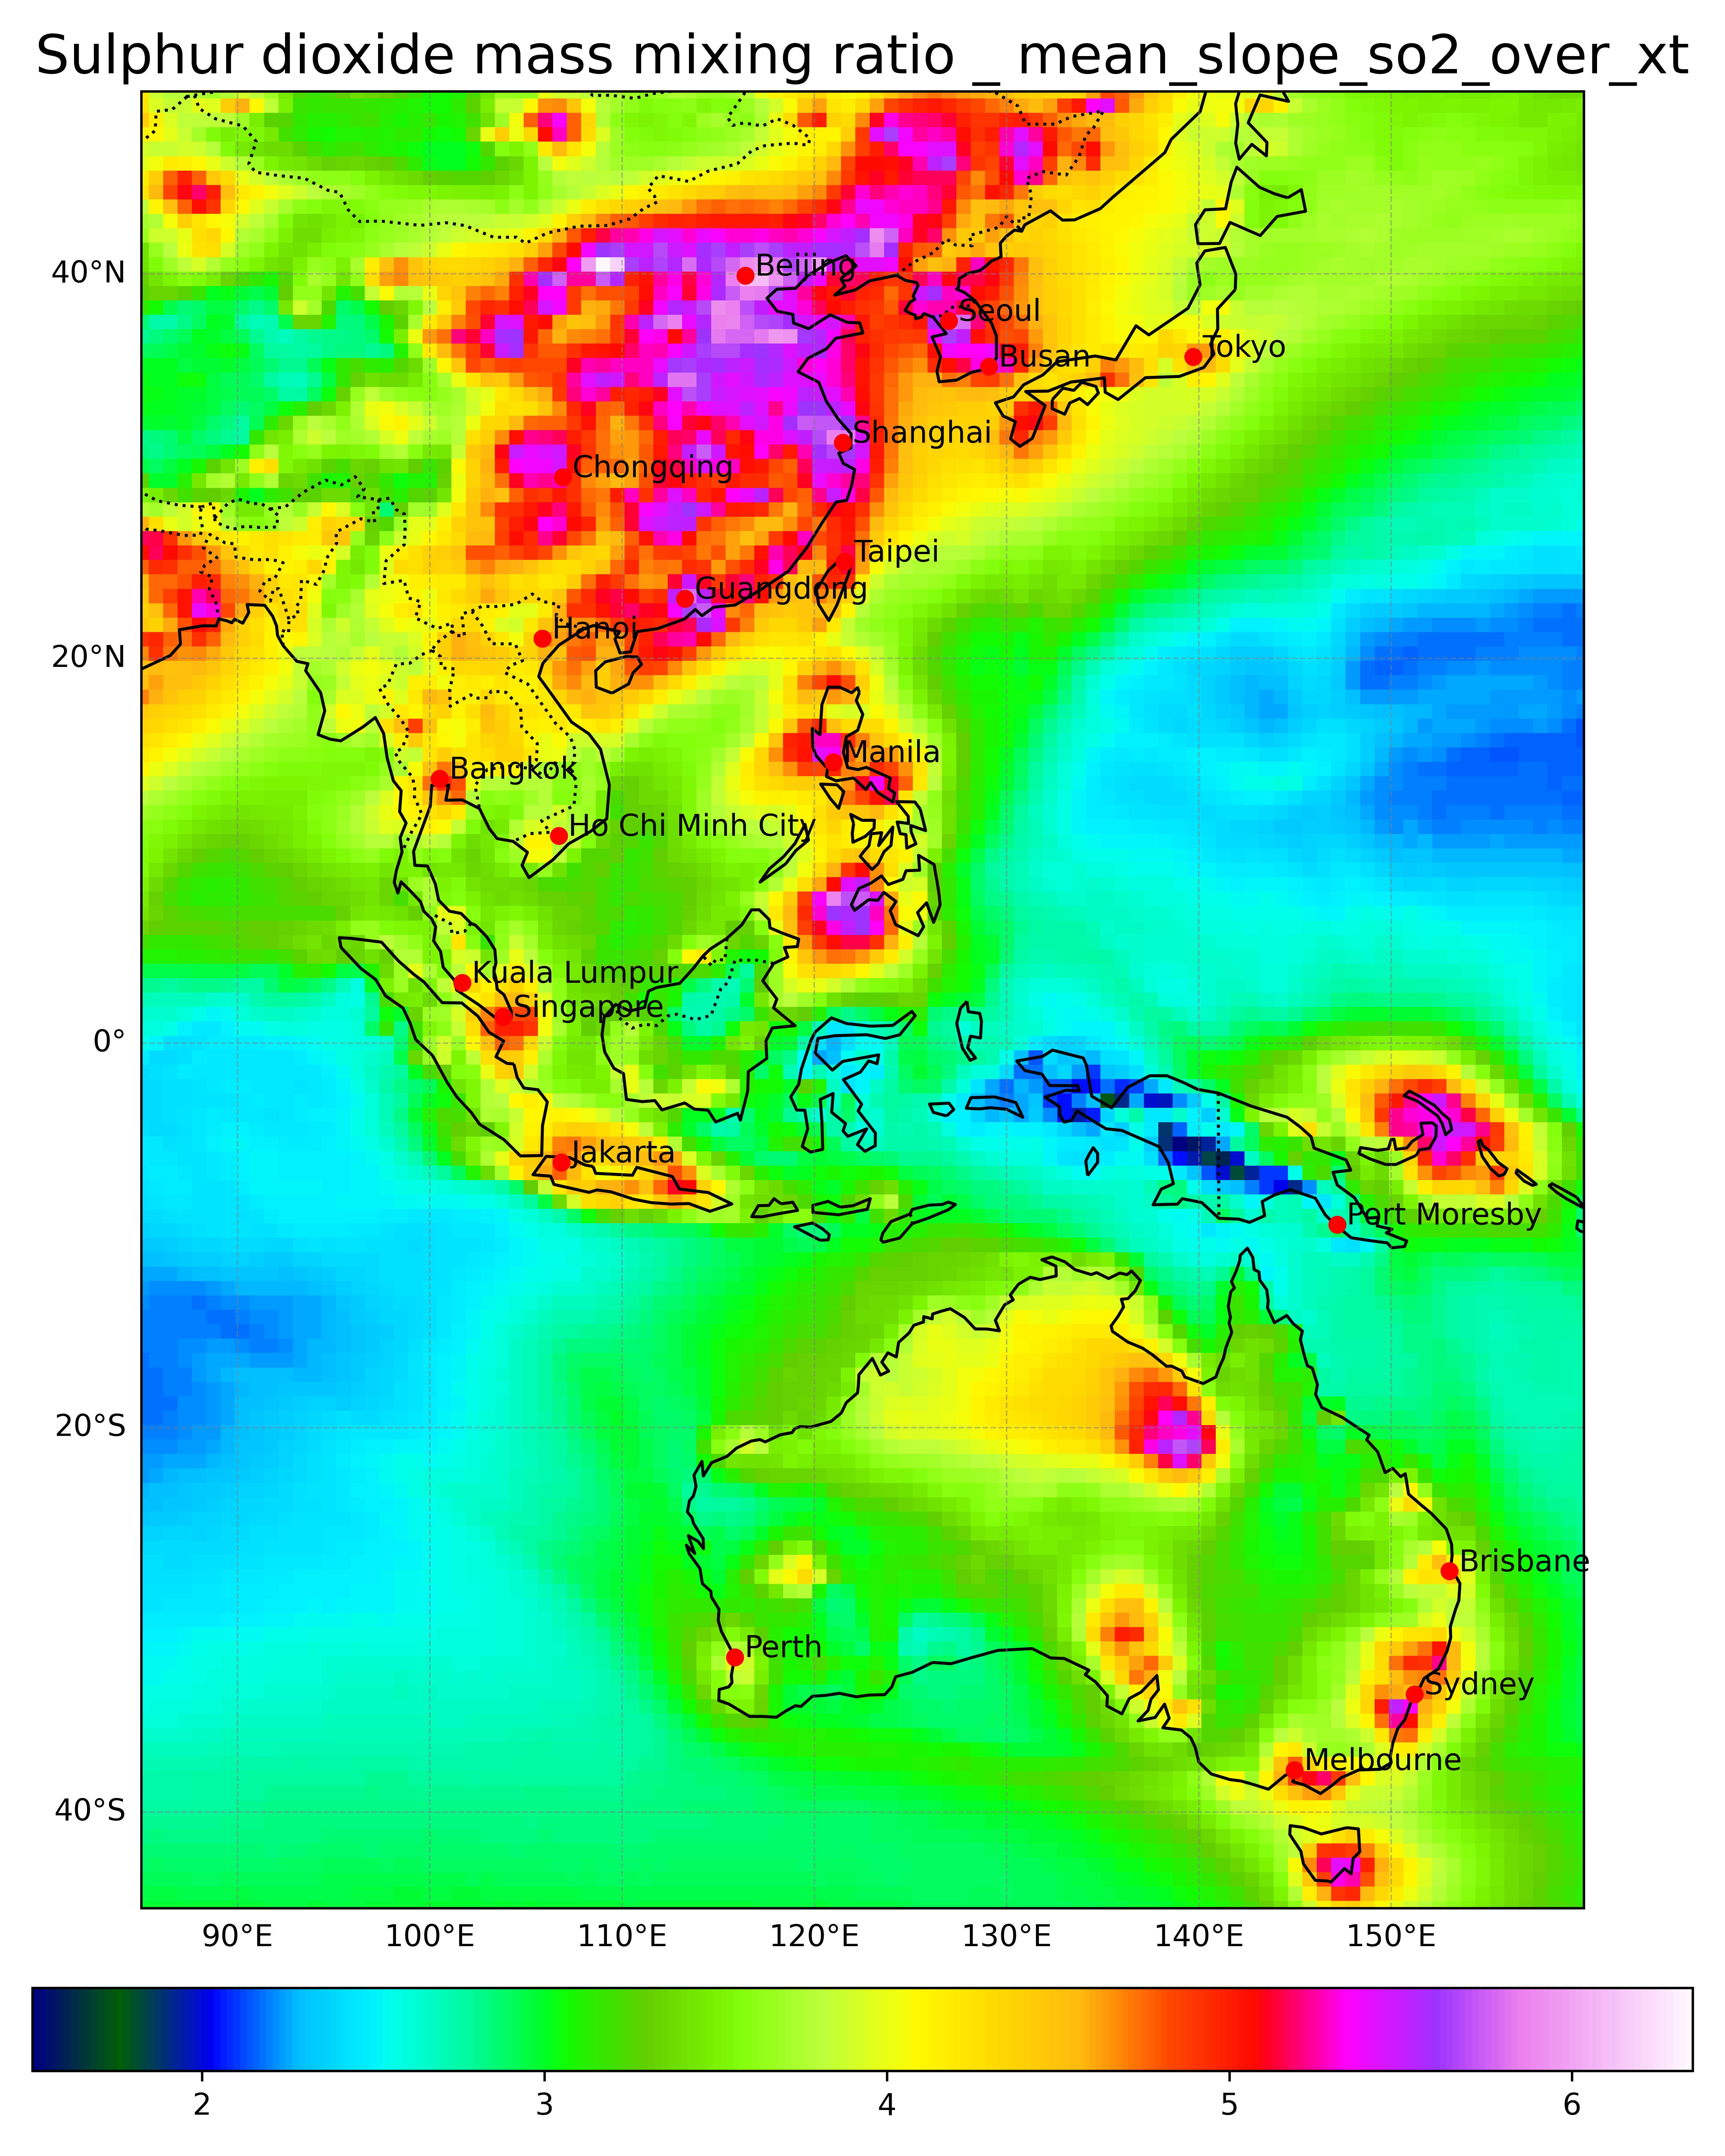 Sulphur dioxide mass mixing ratio _ mean_slope_so2_over_xt
40°N
20°N
0°
20°S
40°S
Beijing
Seoul
Busan
Tokyo
Shanghai
Chongqing
Taipei
Guangdong
Hanoi
Manila
Bangkok
Ho Chi Minh City
Kuala Lumpur
Singapore
Jakarta
Port Moresby
Brisbane
Perth
Sydney
Melbourne
90°E 100°E 110°E 120°E 130°E 140°E 150°E
2 3 4 5 6